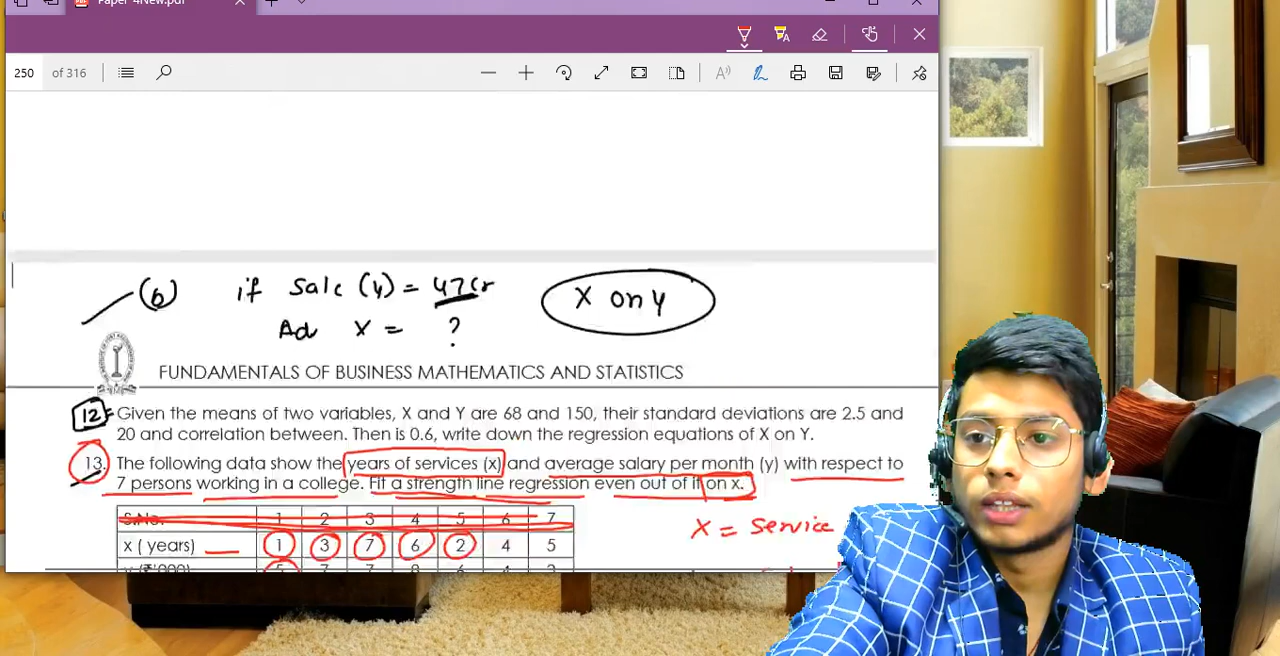 Paper 4New.pdf
250 of 316
(b) if Sale (y) = 47Cr X on y
Ad X = ?
FUNDAMENTALS OF BUSINESS MATHEMATICS AND STATISTICS
12 Given the means of two variables, X and Y are 68 and 150, their standard deviations are 2.5 and
20 and correlation between. Then is 0.6, write down the regression equations of X on Y.
13. The following data show the years of services (x) and average salary per month (y) with respect to
7 persons working in a college. Fit a strength line regression even out of it on x.
S.No. 1 2 3 4 5 6 7
X = Service
x ( years) 1 3 7 6 2 4 5